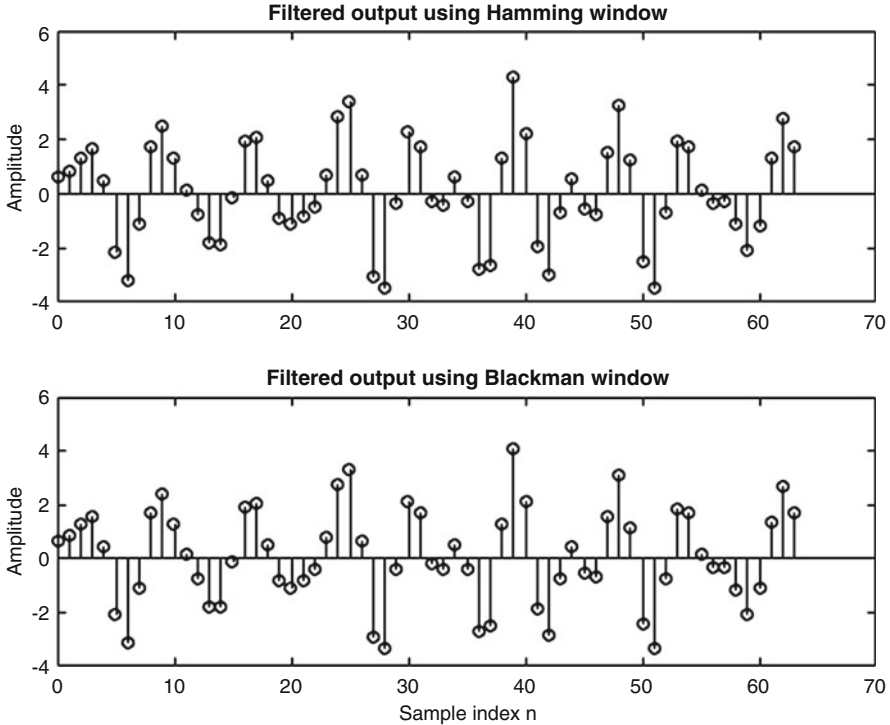 Filtered output using Hamming window
6
4
2
0
-2
-4
Amplitude
0 10 20 30 40 50 60 70
Filtered output using Blackman window
6
4
2
0
-2
-4
Amplitude
0 10 20 30 40 50 60 70
Sample index n